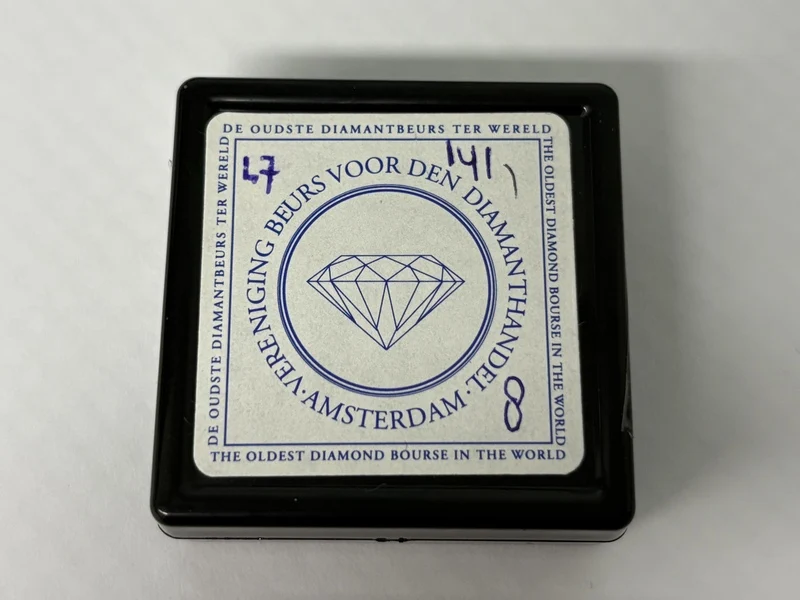 DE OUDSTE DIAMANTBEURS TER WERELD
DE OUDSTE DIAMANTBEURS TER WERELD
THE OLDEST DIAMOND BOURSE IN THE WORLD
47
141,
VERENIGING BEURS VOOR DEN DIAMANTHANDEL · AMSTERDAM ·
8
THE OLDEST DIAMOND BOURSE IN THE WORLD